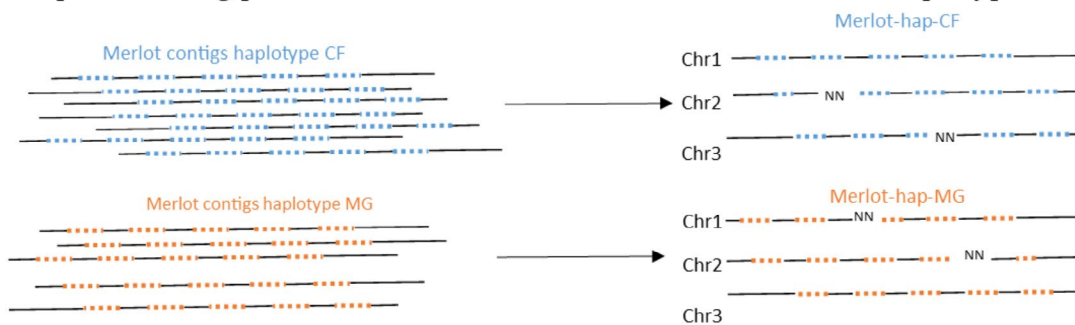 Merlot-hap-CF
Merlot contigs haplotype CF
Chr1
Chr2
NN
Chr3
NN
Merlot contigs haplotype MG
Merlot-hap-MG
Chr1
NN
Chr2
NN
Chr3